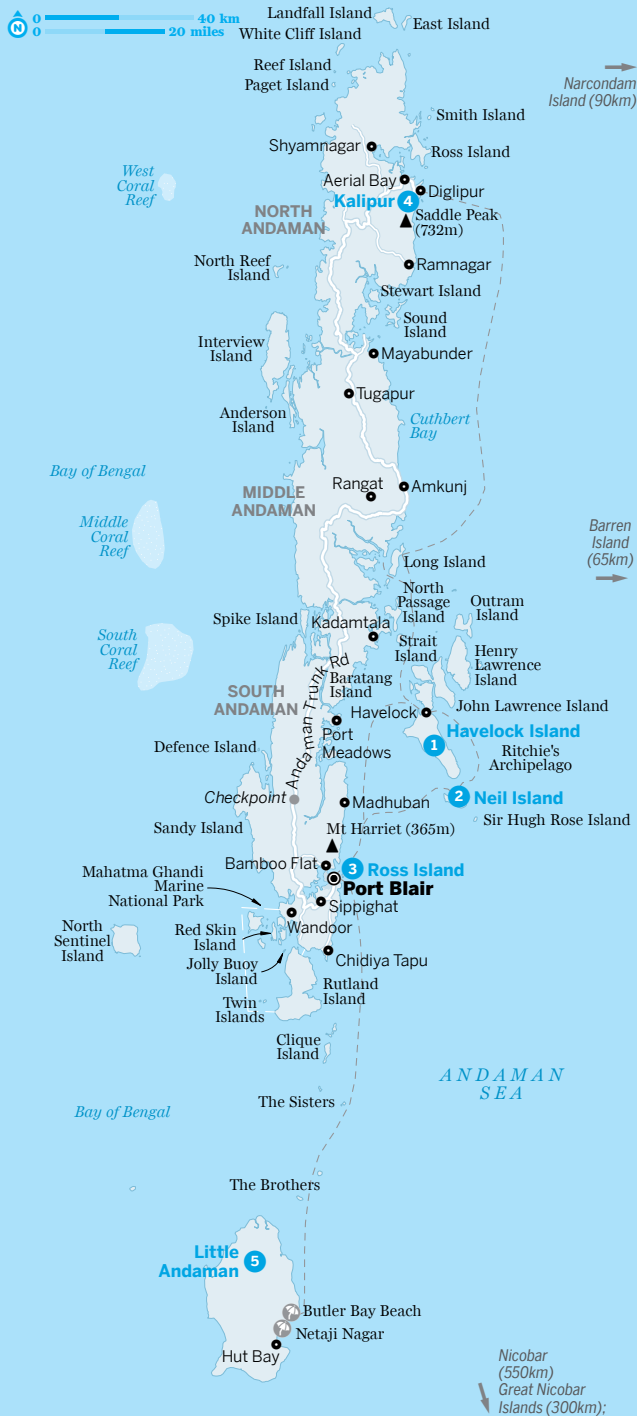 N
0
40 km
0
20 miles
Landfall Island
East Island
White Cliff Island
Reef Island
Paget Island
Narcondam
Island (90km)
Smith Island
Shyamnagar
Ross Island
West
Coral
Reef
Aerial Bay
Diglipur
Kalipur
4
NORTH
ANDAMAN
Saddle Peak
(732m)
North Reef
Island
Ramnagar
Stewart Island
Sound
Island
Interview
Island
Mayabunder
Tugapur
Anderson
Island
Cuthbert
Bay
Bay of Bengal
Rangat
Amkunj
MIDDLE
ANDAMAN
Middle
Coral
Reef
Barren
Island
(65km)
Long Island
North
Passage
Island
Outram
Island
Spike Island
Kadamtala
Strait
Island
South
Coral
Reef
Henry
Lawrence
Island
Baratang
Island
SOUTH
ANDAMAN
Andaman Trunk Rd
John Lawrence Island
Havelock
Port
Meadows
Havelock Island
1
Defence Island
Ritchie's
Archipelago
Checkpoint
Madhuban
2
Neil Island
Sandy Island
Sir Hugh Rose Island
Mt Harriet (365m)
Bamboo Flat
3
Ross Island
Mahatma Ghandi
Marine
National Park
Port Blair
Sippighat
North
Sentinel
Island
Red Skin
Island
Wandoor
Jolly Buoy
Island
Chidiya Tapu
Rutland
Island
Twin
Islands
Clique
Island
ANDAMAN
SEA
The Sisters
Bay of Bengal
The Brothers
Little
Andaman
5
Butler Bay Beach
Netaji Nagar
Hut Bay
Nicobar
(550km)
Great Nicobar
Islands (300km);